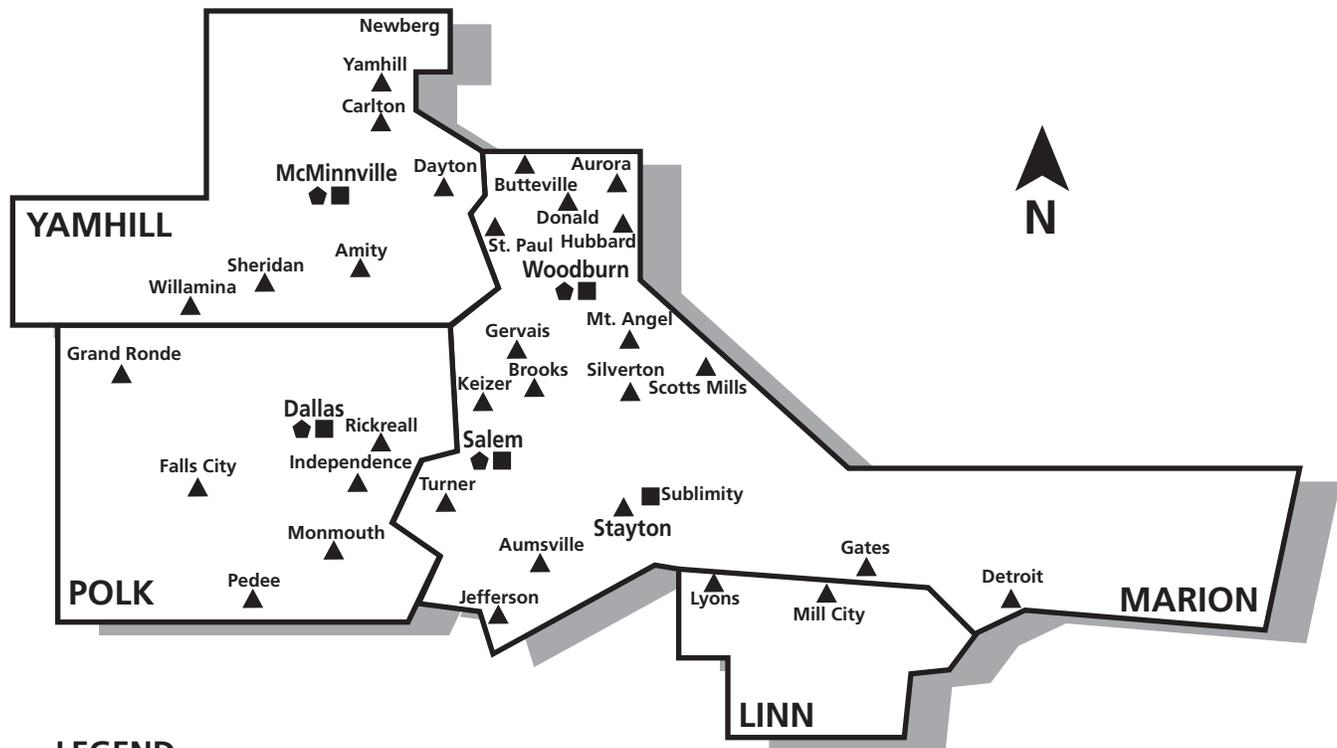 Newberg
Yamhill
Carlton
McMinnville
Dayton
Aurora
Butteville
Donald
St. Paul
Hubbard
YAMHILL
Amity
Sheridan
Willamina
Woodburn
N
Mt. Angel
Gervais
Grand Ronde
Brooks
Silverton
Keizer
Scotts Mills
Dallas
Rickreall
Salem
Falls City
Independence
Turner
Sublimity
Stayton
Monmouth
Aumsville
Gates
Pedee
POLK
Jefferson
Lyons
Mill City
Detroit
MARION
LINN
LEGEND